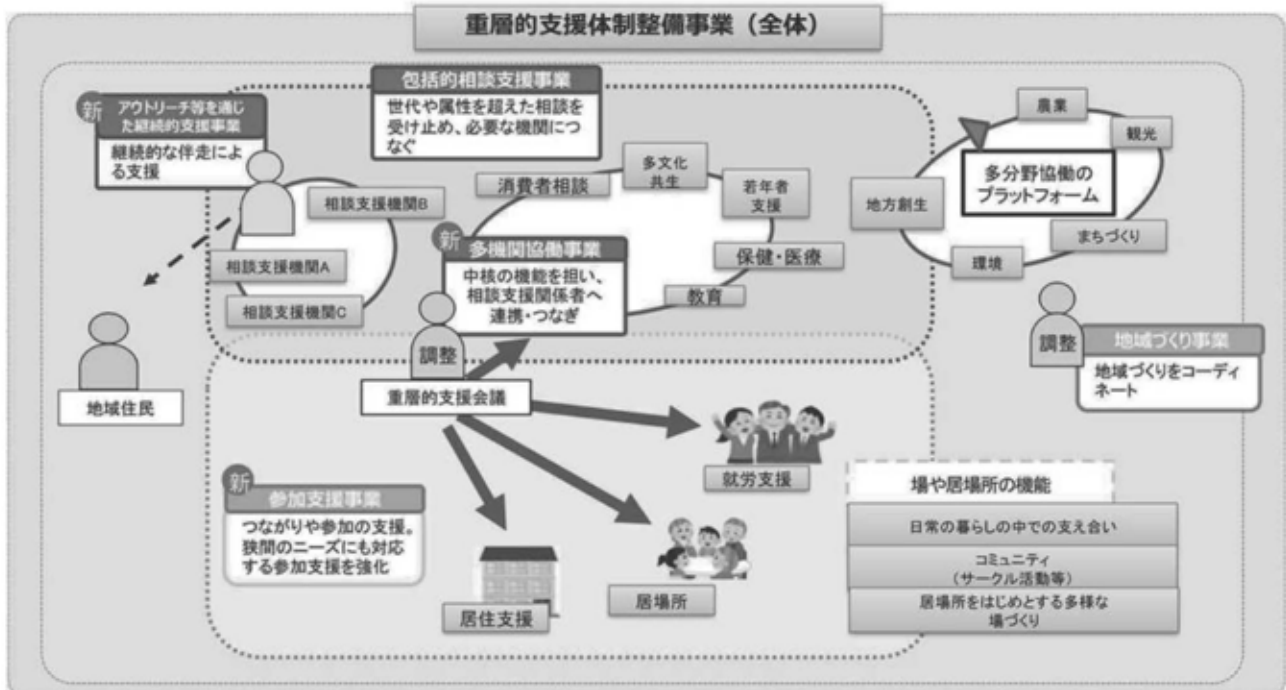 重層的支援体制整備事業（全体）
新
アウトリーチ等を通じ
た継続的支援事業
継続的な伴走によ
る支援
包括的相談支援事業
世代や属性を超えた相談を
受け止め、必要な機関につ
なぐ
相談支援機関B
相談支援機関A
相談支援機関C
消費者相談
多文化
共生
若年者
支援
保健・医療
教育
新
多機関協働事業
中核の機能を担い、
相談支援関係者へ
連携・つなぎ
農業
観光
多分野協働の
プラットフォーム
地方創生
まちづくり
環境
調整
地域づくり事業
地域づくりをコーディ
ネート
地域住民
調整
重層的支援会議
新
参加支援事業
つながりや参加の支援。
狭間のニーズにも対応
する参加支援を強化
就労支援
居場所
居住支援
場や居場所の機能
日常の暮らしの中での支え合い
コミュニティ
（サークル活動等）
居場所をはじめとする多様な
場づくり